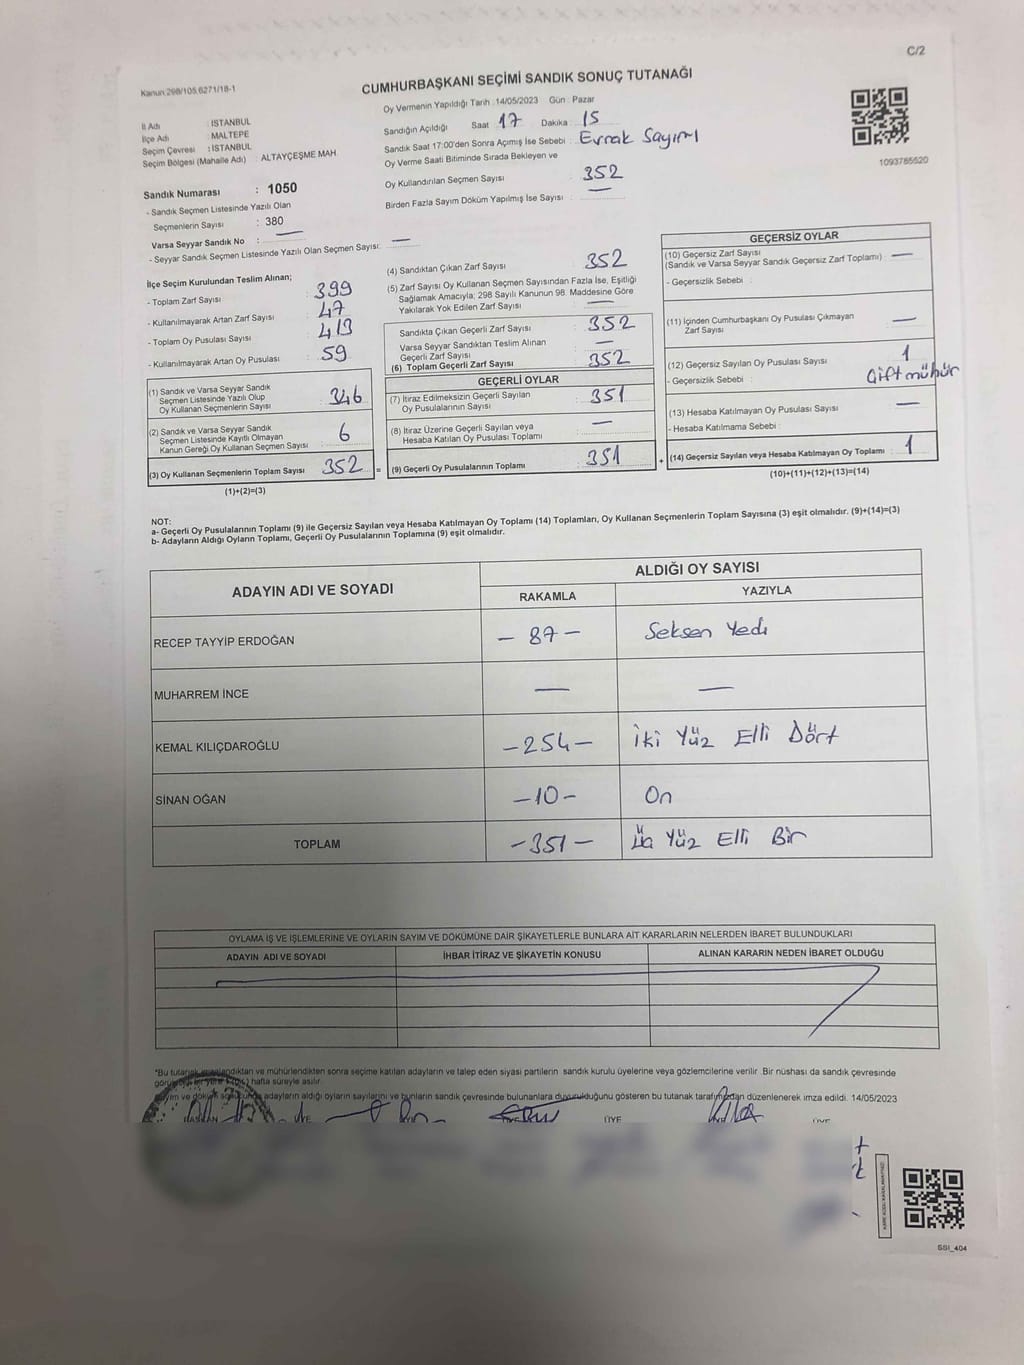 C/2
Kanun 298/105,6271/18-1
CUMHURBAŞKANI SEÇİMİ SANDIK SONUÇ TUTANAĞI
Oy Vermenin Yapıldığı Tarih : 14/05/2023 Gün : Pazar
İl Adı : İSTANBUL
İlçe Adı : MALTEPE
Seçim Çevresi : İSTANBUL
Seçim Bölgesi (Mahalle Adı) : ALTAYÇEŞME MAH
Sandığın Açıldığı Saat 17 Dakika : 15
Sandık Saat 17:00'den Sonra Açımış İse Sebebi : Evrak Sayımı
Oy Verme Saati Bitiminde Sırada Bekleyen ve
Oy Kullandırılan Seçmen Sayısı : 352
Birden Fazla Sayım Döküm Yapılmış İse Sayısı : —
1093785520
Sandık Numarası : 1050
- Sandık Seçmen Listesinde Yazılı Olan
Seçmenlerin Sayısı : 380
Varsa Seyyar Sandık No : —
- Seyyar Sandık Seçmen Listesinde Yazılı Olan Seçmen Sayısı: —
İlçe Seçim Kurulundan Teslim Alınan;
- Toplam Zarf Sayısı : 399
- Kullanılmayarak Artan Zarf Sayısı : 47
- Toplam Oy Pusulası Sayısı : 413
- Kullanılmayarak Artan Oy Pusulası : 59
(1) Sandık ve Varsa Seyyar Sandık
Seçmen Listesinde Yazılı Olup
Oy Kullanan Seçmenlerin Sayısı : 346
(2) Sandık ve Varsa Seyyar Sandık
Seçmen Listesinde Kayıtlı Olmayan
Kanun Gereği Oy Kullanan Seçmen Sayısı : 6
(3) Oy Kullanan Seçmenlerin Toplam Sayısı : 352 =
(1)+(2)=(3)
(4) Sandıktan Çıkan Zarf Sayısı : 352
(5) Zarf Sayısı Oy Kullanan Seçmen Sayısından Fazla İse, Eşitliği
Sağlamak Amacıyla; 298 Sayılı Kanunun 98. Maddesine Göre
Yakılarak Yok Edilen Zarf Sayısı : —
Sandıkta Çıkan Geçerli Zarf Sayısı : 352
Varsa Seyyar Sandıktan Teslim Alınan
Geçerli Zarf Sayısı : —
(6) Toplam Geçerli Zarf Sayısı : 352
GEÇERLİ OYLAR
(7) İtiraz Edilmeksizin Geçerli Sayılan
Oy Pusulalarının Sayısı : 351
(8) İtiraz Üzerine Geçerli Sayılan veya
Hesaba Katılan Oy Pusulası Toplamı : —
(9) Geçerli Oy Pusulalarının Toplamı : 351 +
GEÇERSİZ OYLAR
(10) Geçersiz Zarf Sayısı
(Sandık ve Varsa Seyyar Sandık Geçersiz Zarf Toplamı) : —
- Geçersizlik Sebebi :
(11) İçinden Cumhurbaşkanı Oy Pusulası Çıkmayan
Zarf Sayısı : —
(12) Geçersiz Sayılan Oy Pusulası Sayısı : 1
- Geçersizlik Sebebi : Çift mühür
(13) Hesaba Katılmayan Oy Pusulası Sayısı : —
- Hesaba Katılmama Sebebi :
(14) Geçersiz Sayılan veya Hesaba Katılmayan Oy Toplamı : 1
(10)+(11)+(12)+(13)=(14)
NOT:
a- Geçerli Oy Pusulalarının Toplamı (9) ile Geçersiz Sayılan veya Hesaba Katılmayan Oy Toplamı (14) Toplamları, Oy Kullanan Seçmenlerin Toplam Sayısına (3) eşit olmalıdır. (9)+(14)=(3)
b- Adayların Aldığı Oyların Toplamı, Geçerli Oy Pusulalarının Toplamına (9) eşit olmalıdır.
ADAYIN ADI VE SOYADI ALDIĞI OY SAYISI
RAKAMLA YAZIYLA
RECEP TAYYİP ERDOĞAN - 87 - Seksen Yedi
MUHARREM İNCE — —
KEMAL KILIÇDAROĞLU - 254 - İki Yüz Elli Dört
SİNAN OĞAN - 10 - On
TOPLAM - 351 - Üç Yüz Elli Bir
OYLAMA İŞ VE İŞLEMLERİNE VE OYLARIN SAYIM VE DÖKÜMÜNE DAİR ŞİKAYETLERLE BUNLARA AİT KARARLARIN NELERDEN İBARET BULUNDUKLARI
ADAYIN ADI VE SOYADI İHBAR İTİRAZ VE ŞİKAYETİN KONUSU ALINAN KARARIN NEDEN İBARET OLDUĞU
*Bu tutanak ve mühürlendikten sonra seçime katılan adayların ve talep eden siyasi partilerin sandık kurulu üyelerine veya gözlemcilerine verilir .Bir nüshası da sandık çevresinde
hafta süreyle asılır.
adayların aldığı oyların sayılarını ve bunların sandık çevresinde bulunanlara duyurulduğunu gösteren bu tutanak tarafımızdan düzenlenerek imza edildi. 14/05/2023
BAŞKAN ÜYE ÜYE ÜYE ÜYE
SSİ_404